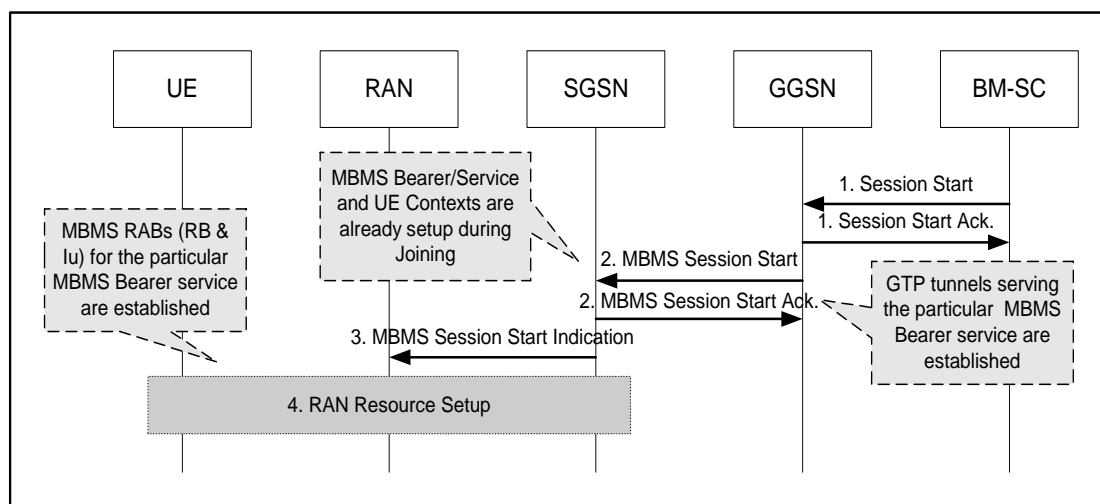 UE
RAN
SGSN
GGSN
BM-SC
MBMS Bearer/Service
and UE Contexts are
already setup during
Joining
1. Session Start
1. Session Start Ack.
MBMS RABs (RB &
Iu) for the particular
MBMS Bearer service
are established
2. MBMS Session Start
2. MBMS Session Start Ack.
GTP tunnels serving
the particular MBMS
Bearer service are
established
3. MBMS Session Start Indication
4. RAN Resource Setup